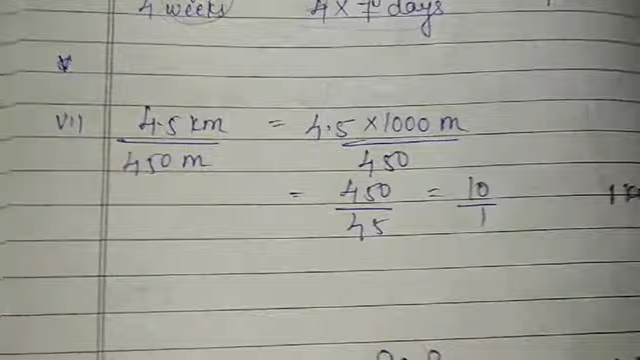 4 weeks 4 × 7 days
vii) 4.5 km / 450 m = 4.5 × 1000 m / 450
= 450 / 45 = 10 / 1